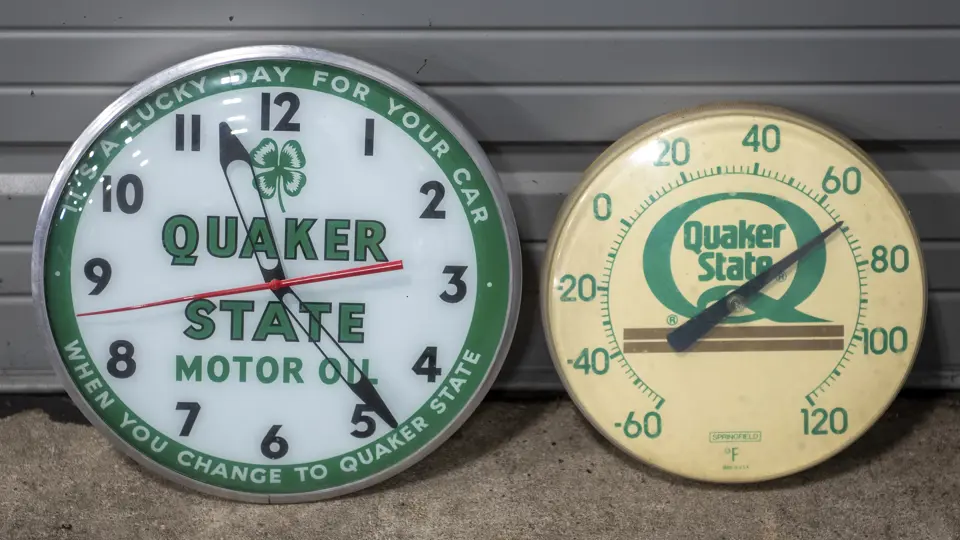 IT'S A LUCKY DAY FOR YOUR CAR
12
1
2
3
4
5
6
7
8
9
10
11
QUAKER
STATE
MOTOR OIL
WHEN YOU CHANGE TO QUAKER STATE
-60
-40
-20
0
20
40
60
80
100
120
Quaker
State
®
®
SPRINGFIELD
°F
MADE IN U.S.A.